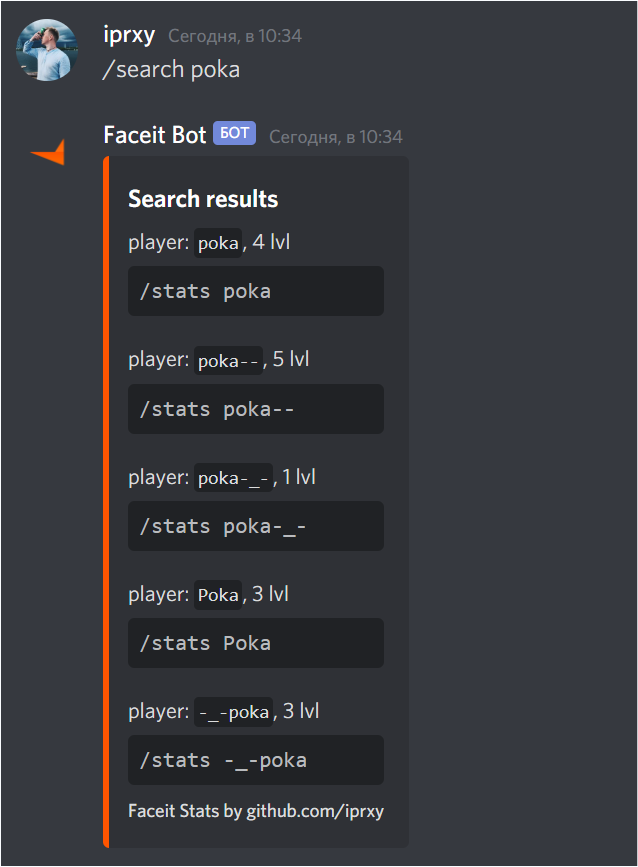 iprxy Сегодня, в 10:34
/search poka
Faceit Bot БОТ Сегодня, в 10:34
Search results
player: poka, 4 lvl
/stats poka
player: poka--, 5 lvl
/stats poka--
player: poka-_-, 1 lvl
/stats poka-_-
player: Poka, 3 lvl
/stats Poka
player: -_-poka, 3 lvl
/stats -_-poka
Faceit Stats by github.com/iprxy